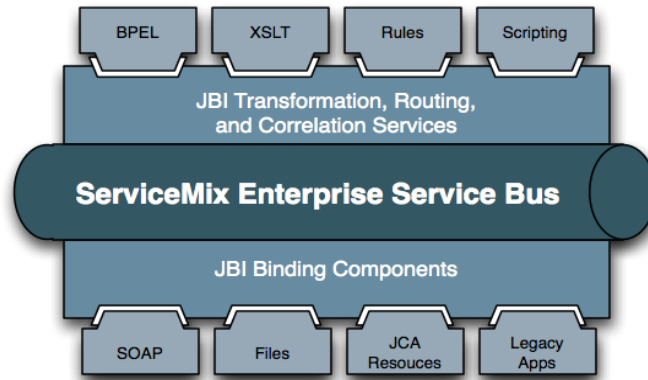 BPEL
XSLT
Rules
Scripting
JBI Transformation, Routing,
and Correlation Services
ServiceMix Enterprise Service Bus
JBI Binding Components
SOAP
Files
JCA
Resouces
Legacy
Apps